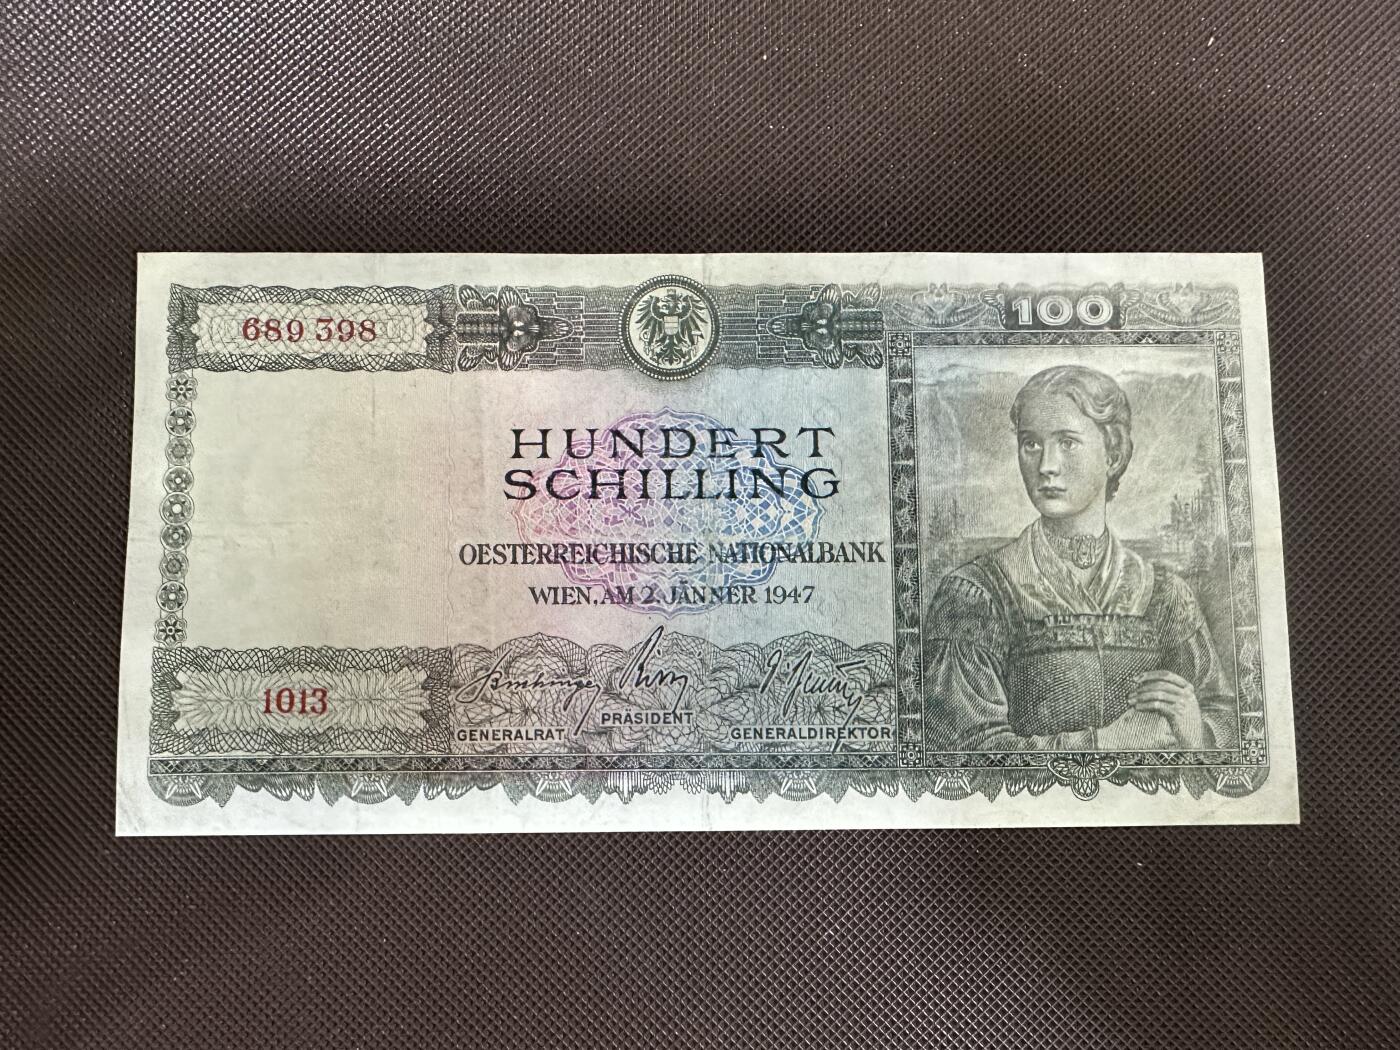 689 398
100
HUNDERT
SCHILLING
OESTERREICHISCHE NATIONALBANK
WIEN, AM 2. JÄNNER 1947
1013
GENERALRAT
PRÄSIDENT
GENERALDIREKTOR